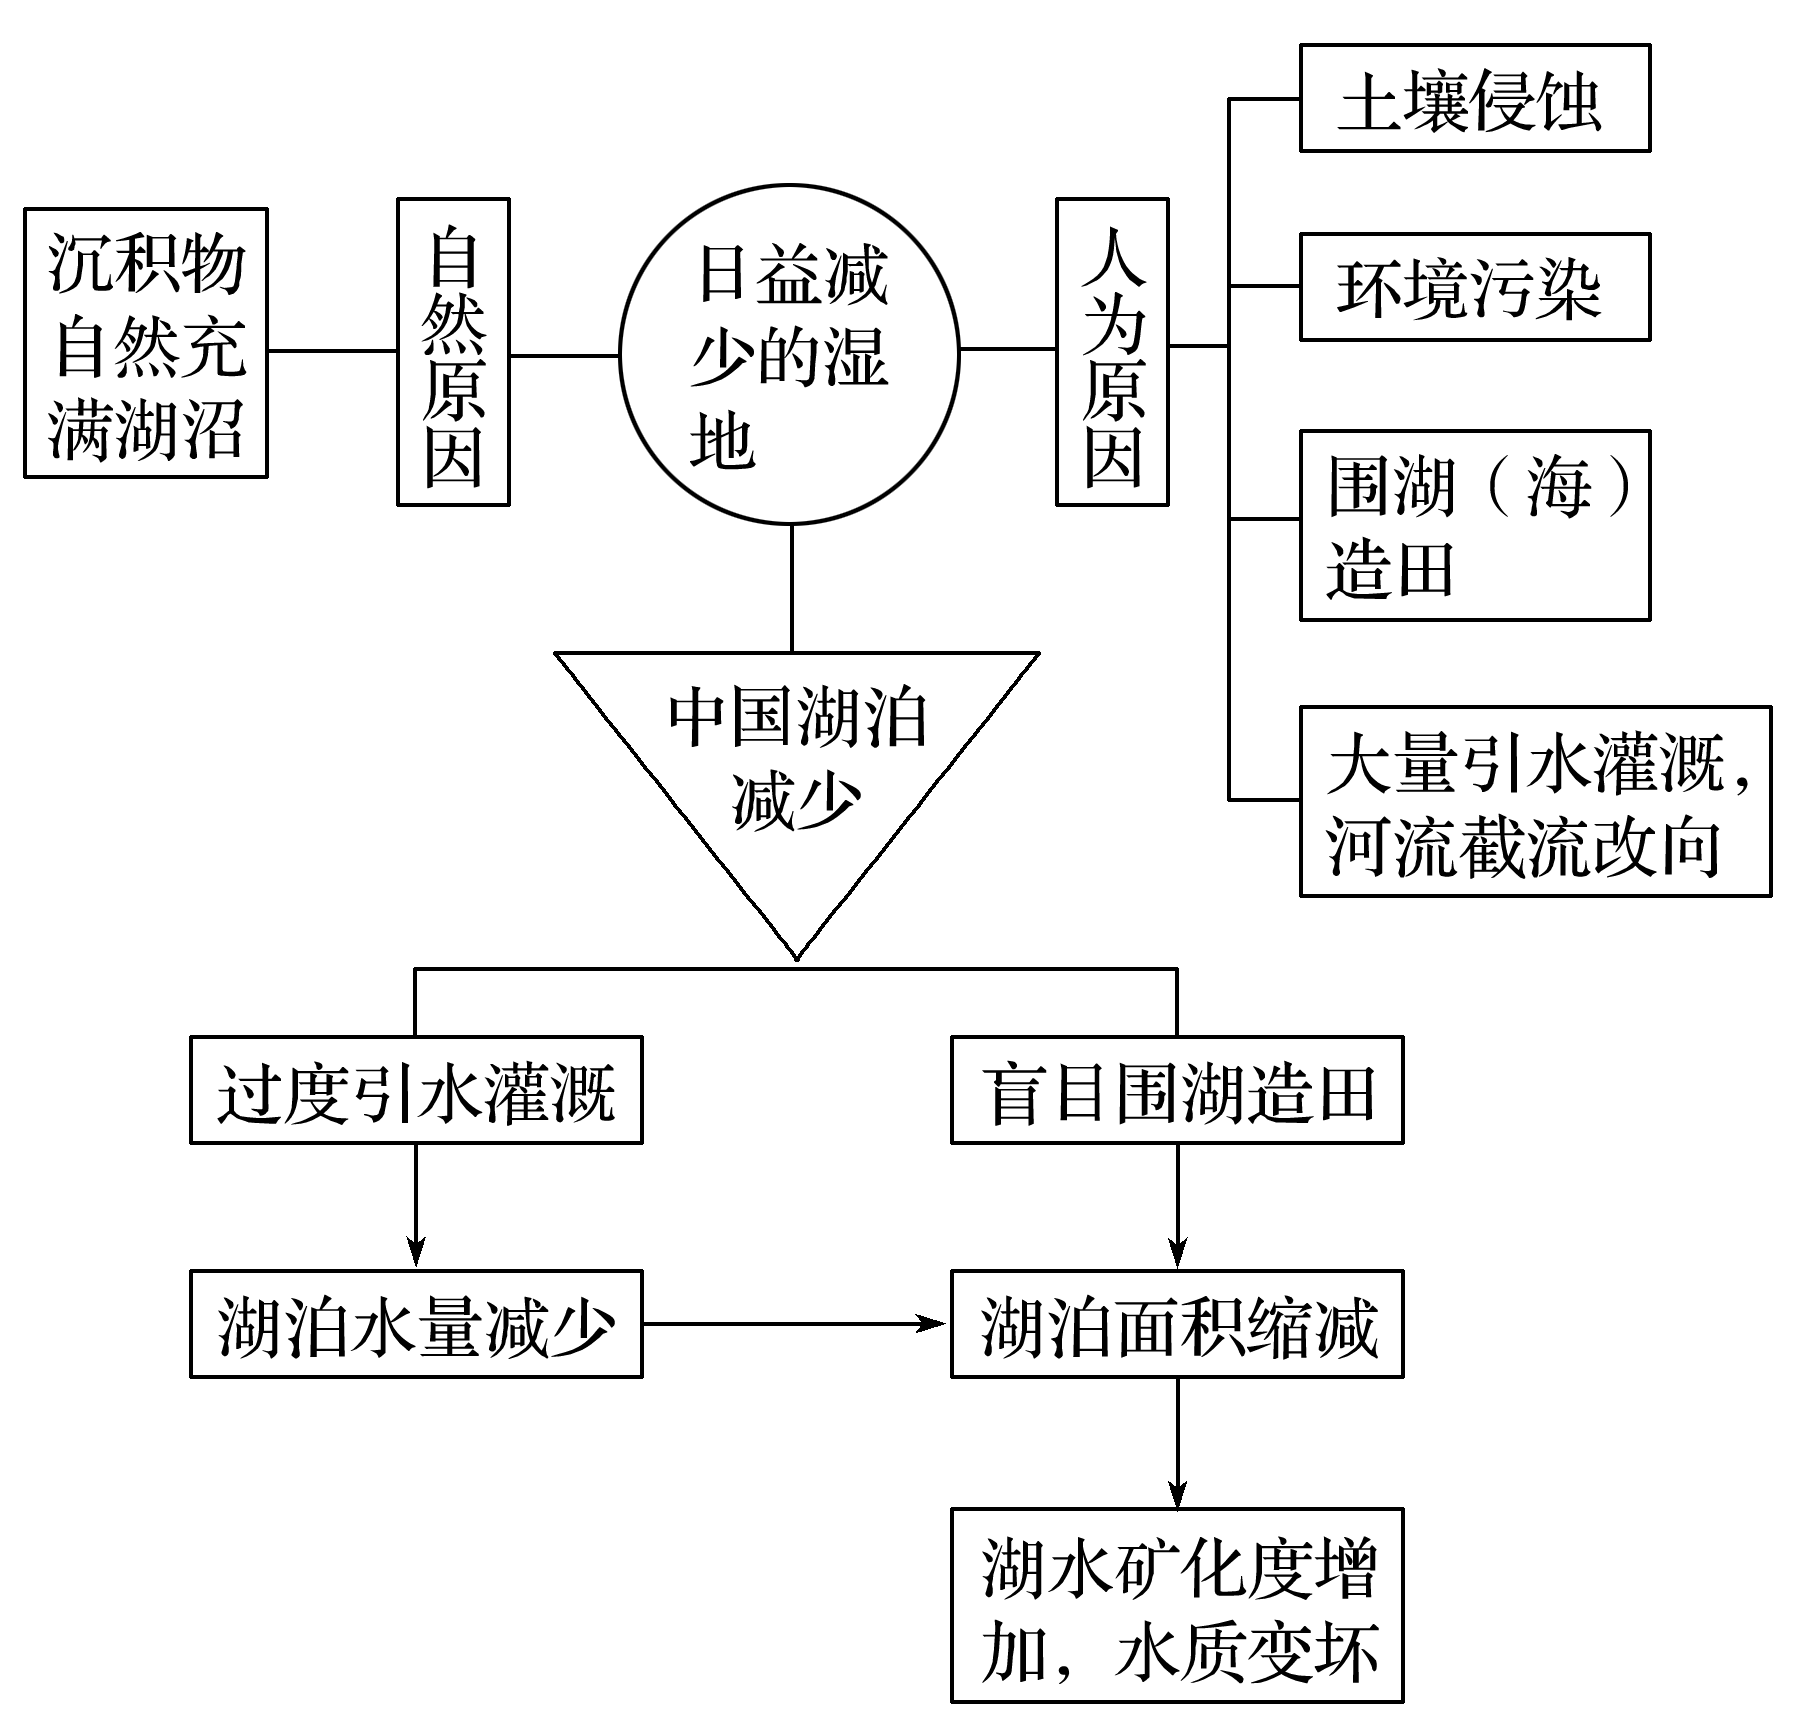 沉积物
自然充
满湖沼
自然原因
日益减
少的湿
地
人为原因
土壤侵蚀
环境污染
围湖（海）
造田
大量引水灌溉，
河流截流改向
中国湖泊
减少
过度引水灌溉
盲目围湖造田
湖泊水量减少
湖泊面积缩减
湖水矿化度增
加，水质变坏